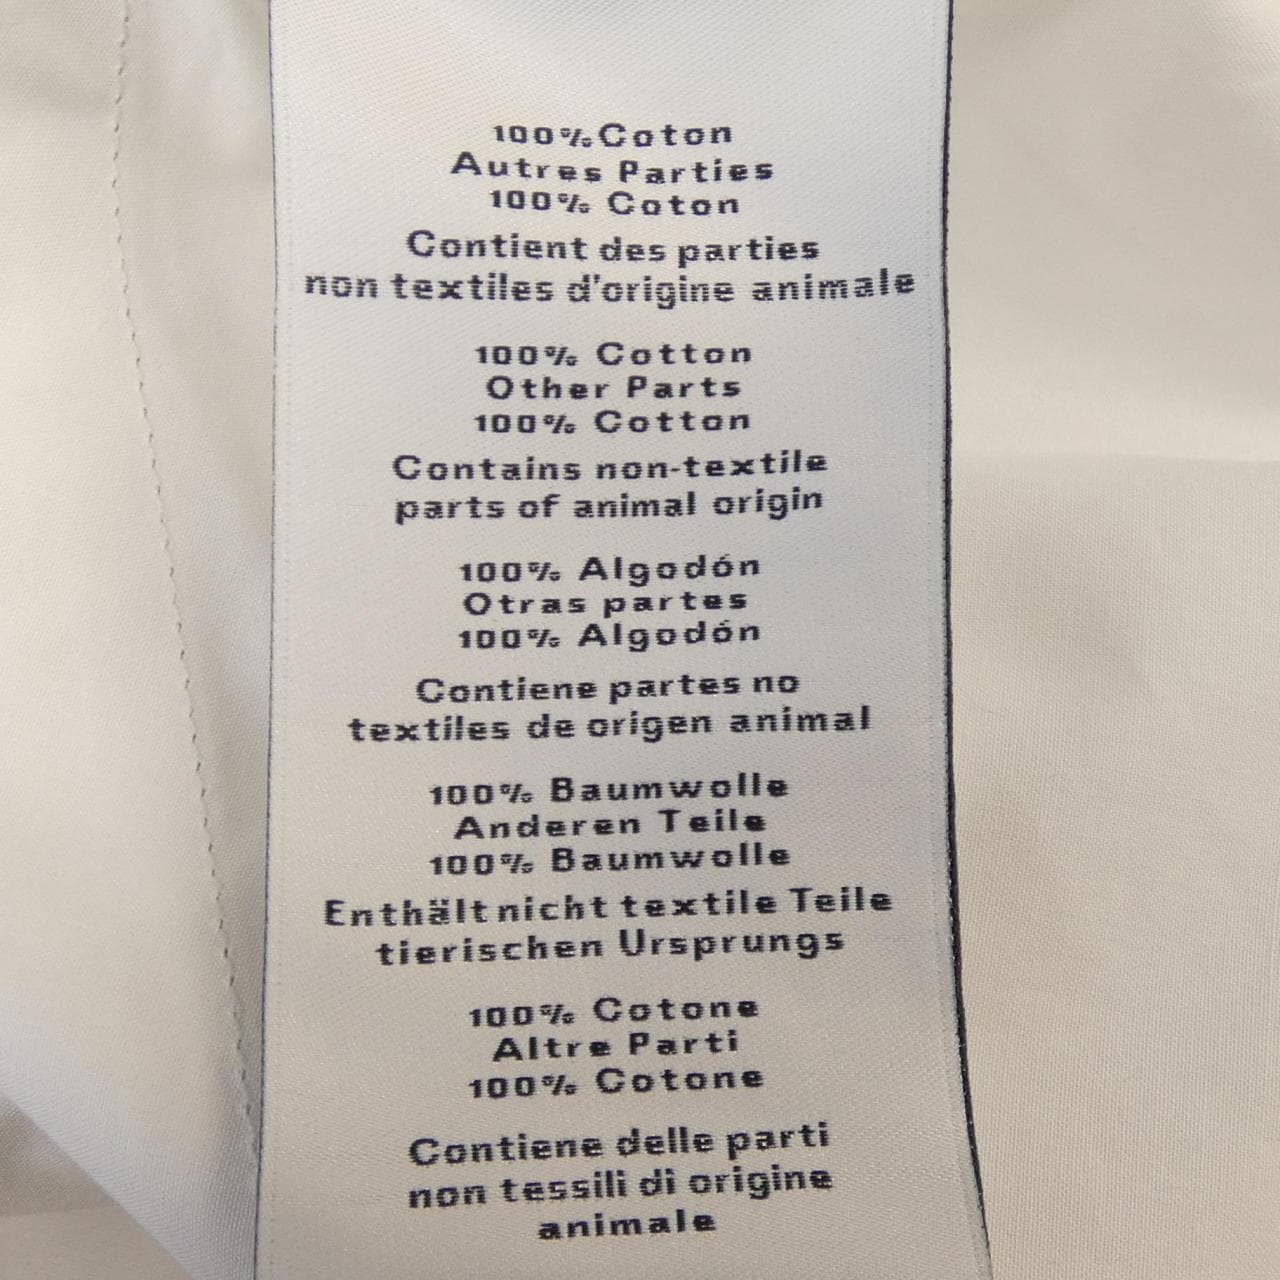 100% Coton
Autres Parties
100% Coton
Contient des parties
non textiles d'origine animale
100% Cotton
Other Parts
100% Cotton
Contains non-textile
parts of animal origin
100% Algodón
Otras partes
100% Algodón
Contiene partes no
textiles de origen animal
100% Baumwolle
Anderen Teile
100% Baumwolle
Enthält nicht textile Teile
tierischen Ursprungs
100% Cotone
Altre Parti
100% Cotone
Contiene delle parti
non tessili di origine
animale